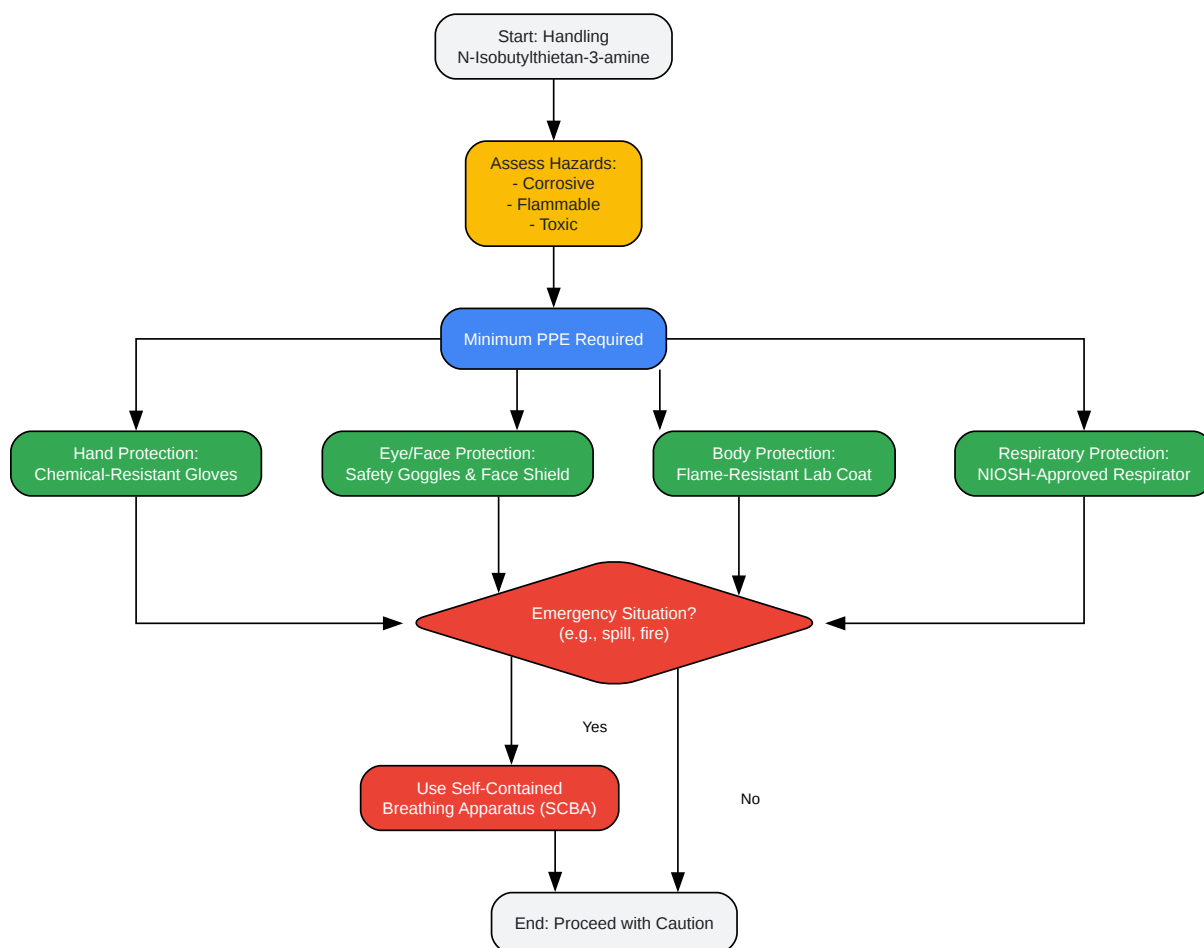 Start: Handling
N-Isobutylthietan-3-amine
Assess Hazards:
- Corrosive
- Flammable
- Toxic
Minimum PPE Required
Hand Protection:
Chemical-Resistant Gloves
Eye/Face Protection:
Safety Goggles & Face Shield
Body Protection:
Flame-Resistant Lab Coat
Respiratory Protection:
NIOSH-Approved Respirator
Emergency Situation?
(e.g., spill, fire)
Yes
No
Use Self-Contained
Breathing Apparatus (SCBA)
End: Proceed with Caution